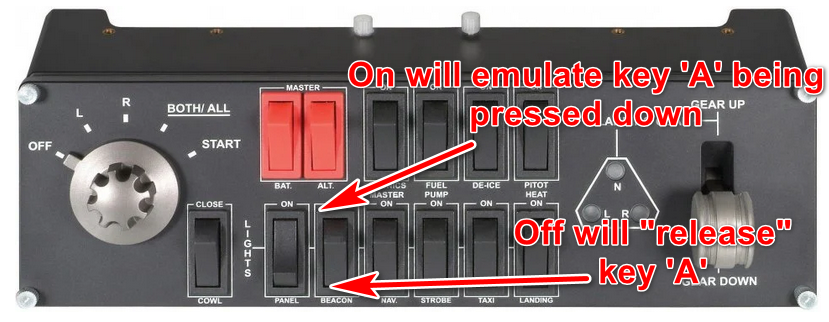 On will emulate key 'A' being
pressed down
Off will "release"
key 'A'
MASTER
BAT. ALT.
MASTER
FUEL
PUMP
DE-ICE
PITOT
HEAT
OFF
L
R
BOTH/ ALL
START
CLOSE
COWL
LIGHTS
ON
ON
ON
ON
ON
PANEL
BEACON
NAV.
STROBE
TAXI
LANDING
GEAR UP
N
L R
GEAR DOWN